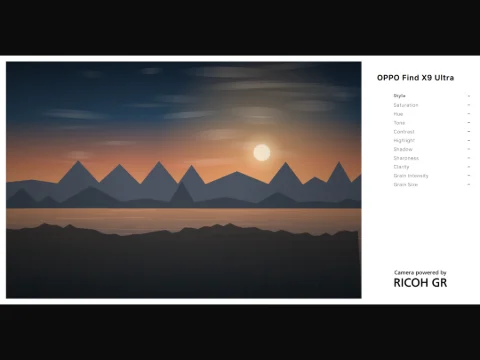 OPPO Find X9 Ultra
Style –
Saturation –
Hue –
Tone –
Contrast –
Highlight –
Shadow –
Sharpness –
Clarity –
Grain Intensity –
Grain Size –
Camera powered by
RICOH GR